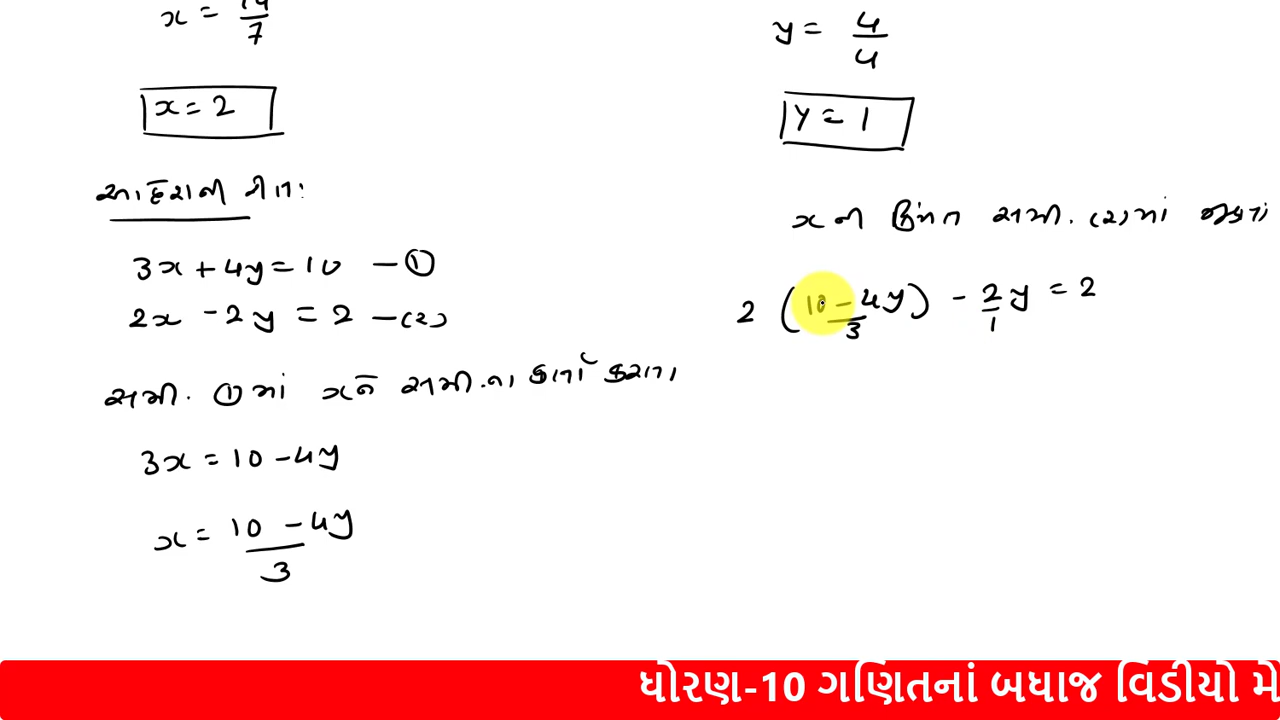 x = 14/7
x = 2
આદેશની રીત:
3x + 4y = 10 — ①
2x - 2y = 2 — (2)
સમી. ① માં xને સમી.ના કર્તા કરતા
3x = 10 - 4y
x = 10 - 4y/3
y = 4/4
y = 1
xની કિંમત સમી. (2)માં મુકતાં
2 (10 - 4y/3) - 2/1 y = 2
ધોરણ-10 ગણિતનાં બધાજ વિડીયો મે